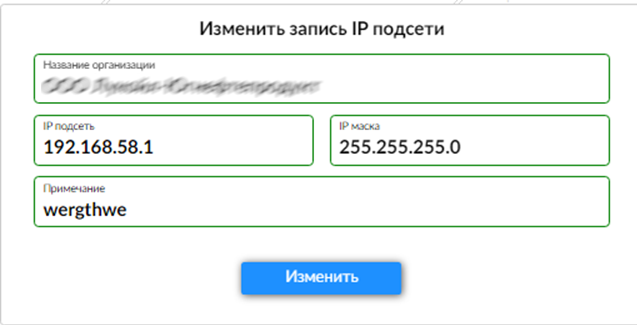 Изменить запись IP подсети
Название организации
ООО
IP подсеть
IP маска
192.168.58.1
255.255.255.0
Примечание
wergthwe
Изменить